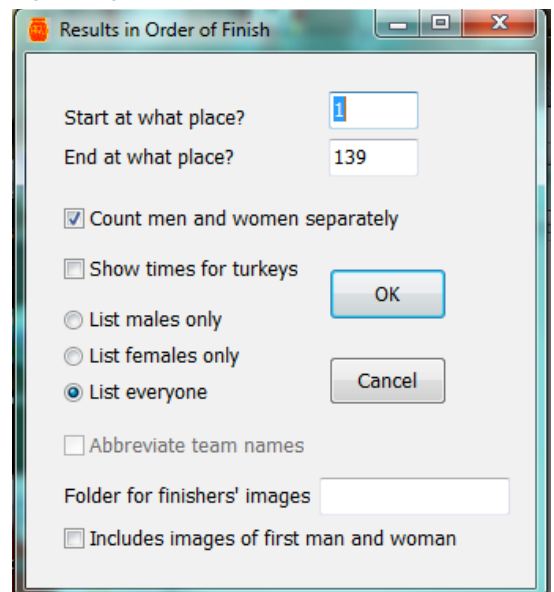 Results in Order of Finish
Start at what place? 1
End at what place? 139
Count men and women separately
Show times for turkeys
OK
List males only
List females only
Cancel
List everyone
Abbreviate team names
Folder for finishers' images
Includes images of first man and woman